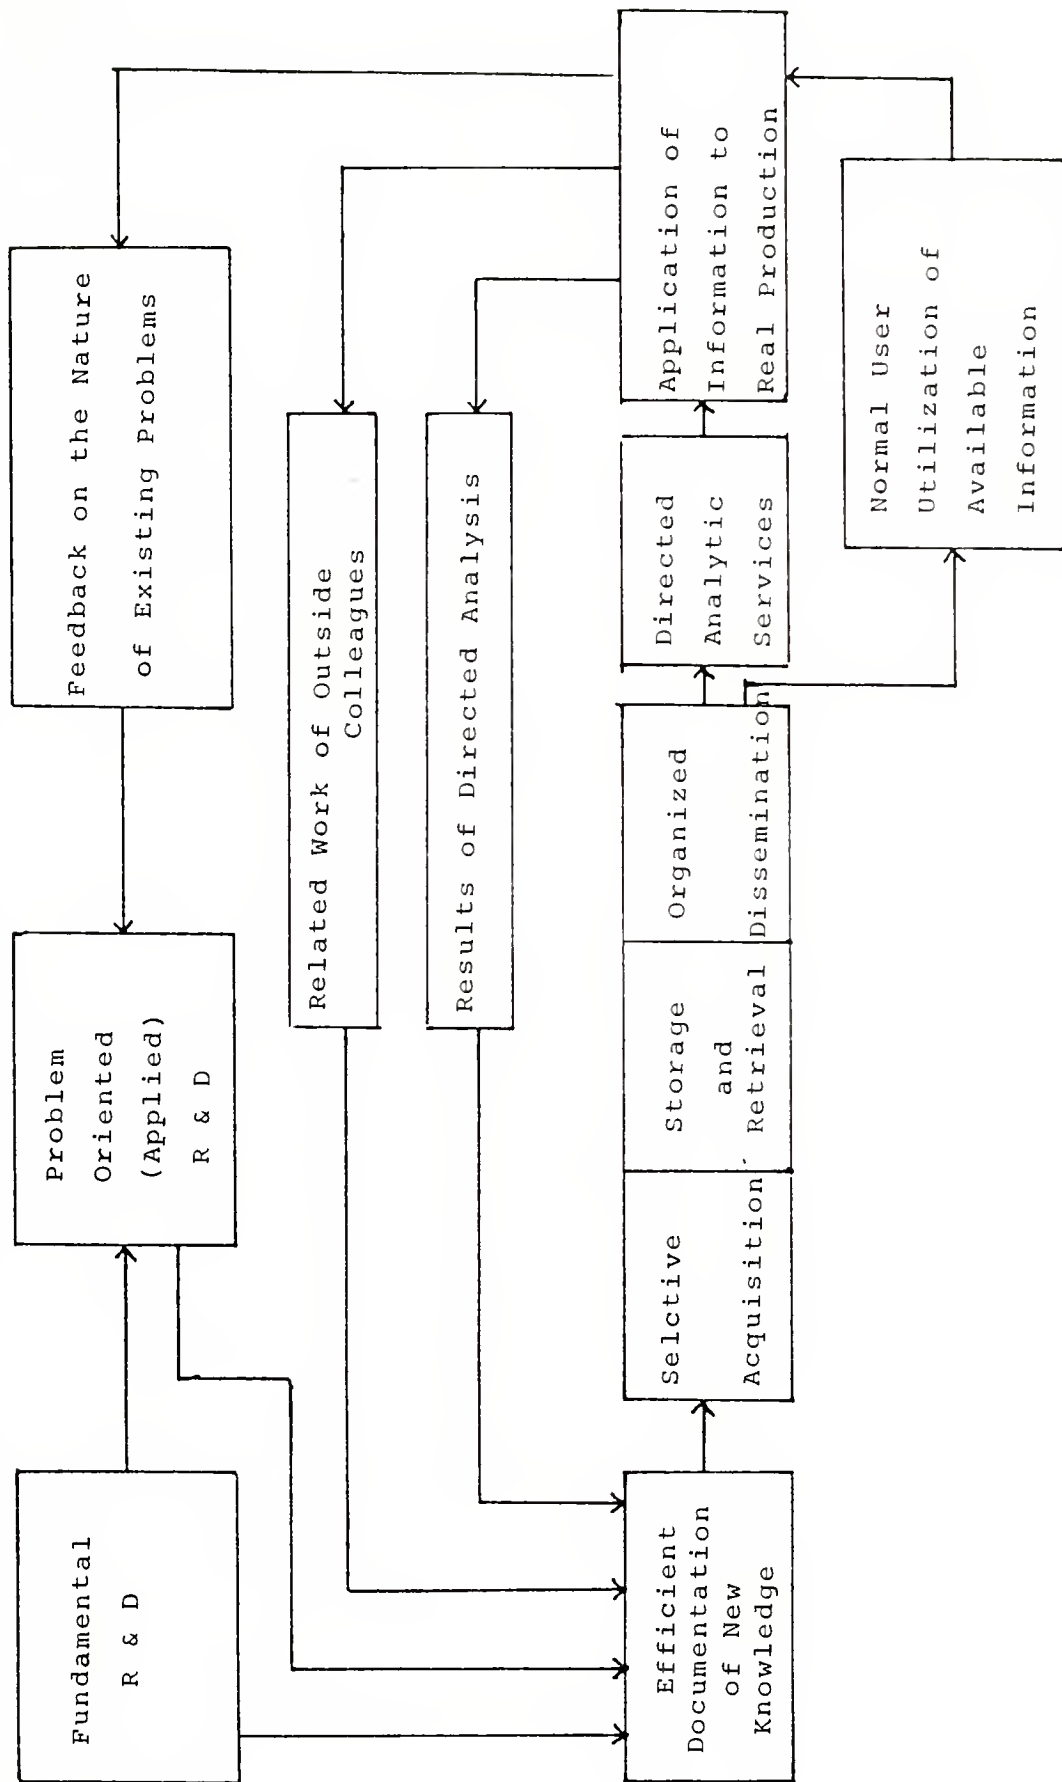 Fundamental
R & D
Problem
Oriented
(Applied)
R & D
Feedback on the Nature
of Existing Problems
Related Work of Outside
Colleagues
Results of Directed Analysis
Efficient
Documentation
of New
Knowledge
Selctive
Acquisition
Storage
and
Retrieval
Organized
Dissemination
Directed
Analytic
Services
Application of
Information to
Real Production
Normal User
Utilization of
Available
Information